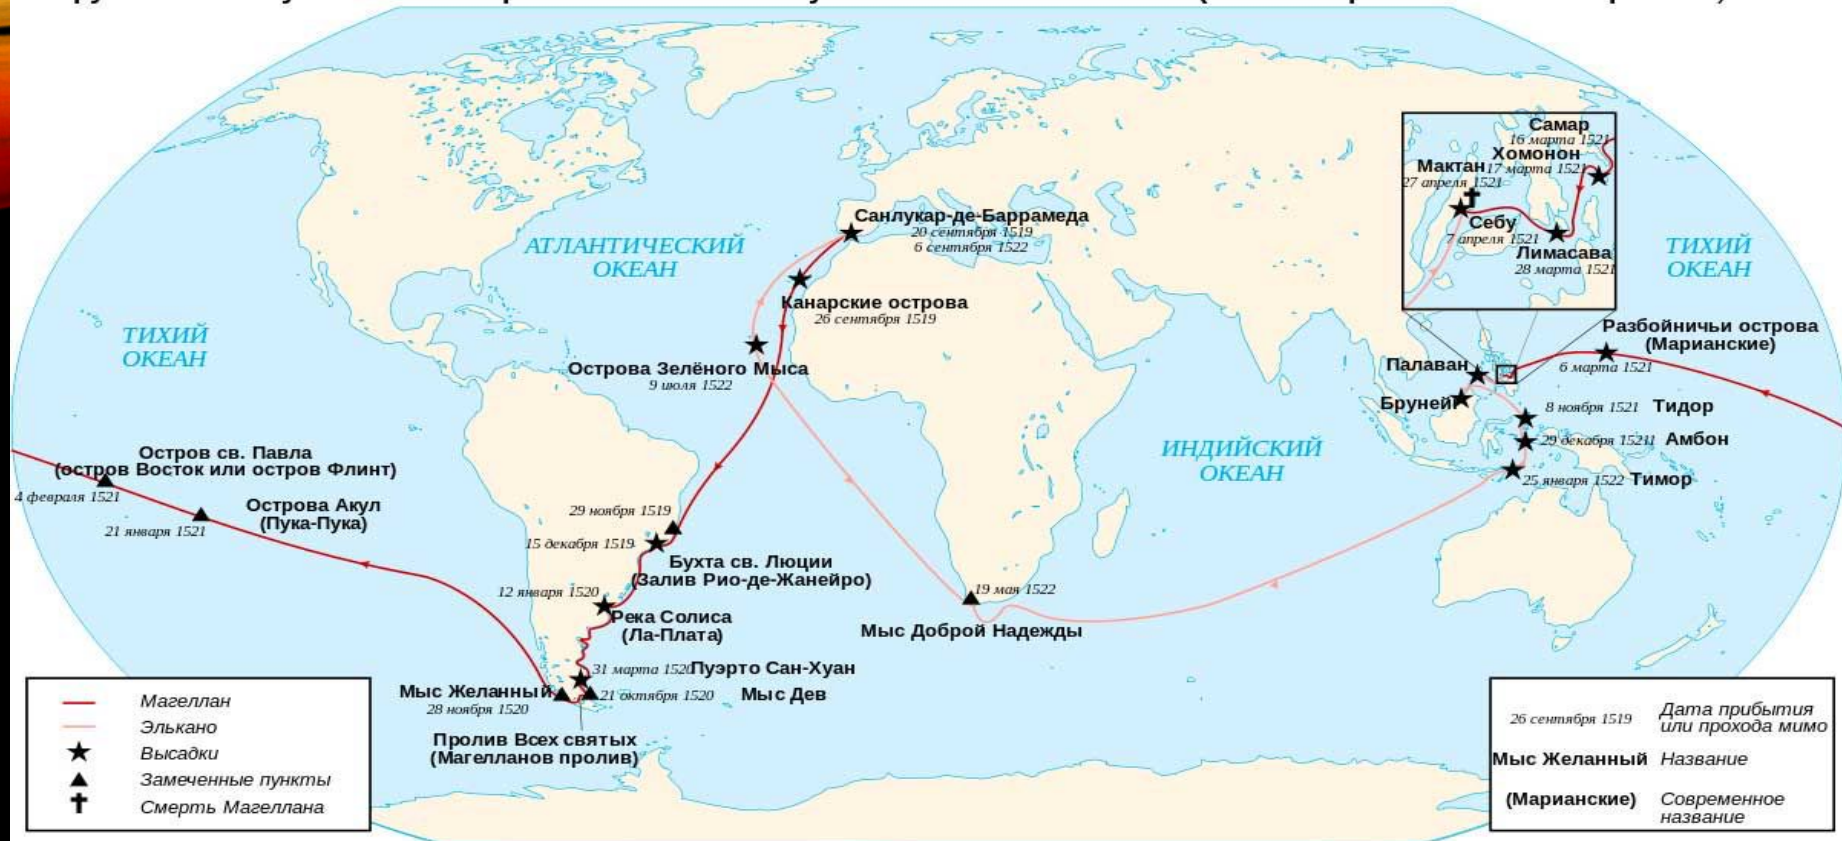 Самар
16 марта 1521
Хомонон
17 марта 1521
Мактан
27 апреля 1521
Себу
7 апреля 1521
Лимасава
28 марта 1521
Санлукар-де-Баррамеда
20 сентября 1519
6 сентября 1522
АТЛАНТИЧЕСКИЙ
ОКЕАН
ТИХИЙ
ОКЕАН
Канарские острова
26 сентября 1519
ТИХИЙ
ОКЕАН
Разбойничьи острова
(Марианские)
6 марта 1521
Острова Зелёного Мыса
9 июля 1522
Палаван
Бруней
8 ноября 1521 Тидор
29 декабря 15211 Амбон
25 января 1522 Тимор
ИНДИЙСКИЙ
ОКЕАН
Остров св. Павла
(остров Восток или остров Флинт)
4 февраля 1521
Острова Акул
(Пука-Пука)
21 января 1521
29 ноября 1519
15 декабря 1519
Бухта св. Люции
(Залив Рио-де-Жанейро)
12 января 1520
Река Солиса
(Ла-Плата)
19 мая 1522
Мыс Доброй Надежды
31 марта 1520 Пуэрто Сан-Хуан
21 октября 1520 Мыс Дев
Мыс Желанный
28 ноября 1520
Пролив Всех святых
(Магелланов пролив)
Магеллан
Элькано
Высадки
Замеченные пункты
Смерть Магеллана
26 сентября 1519 Дата прибытия
или прохода мимо
Мыс Желанный Название
(Марианские) Современное
название